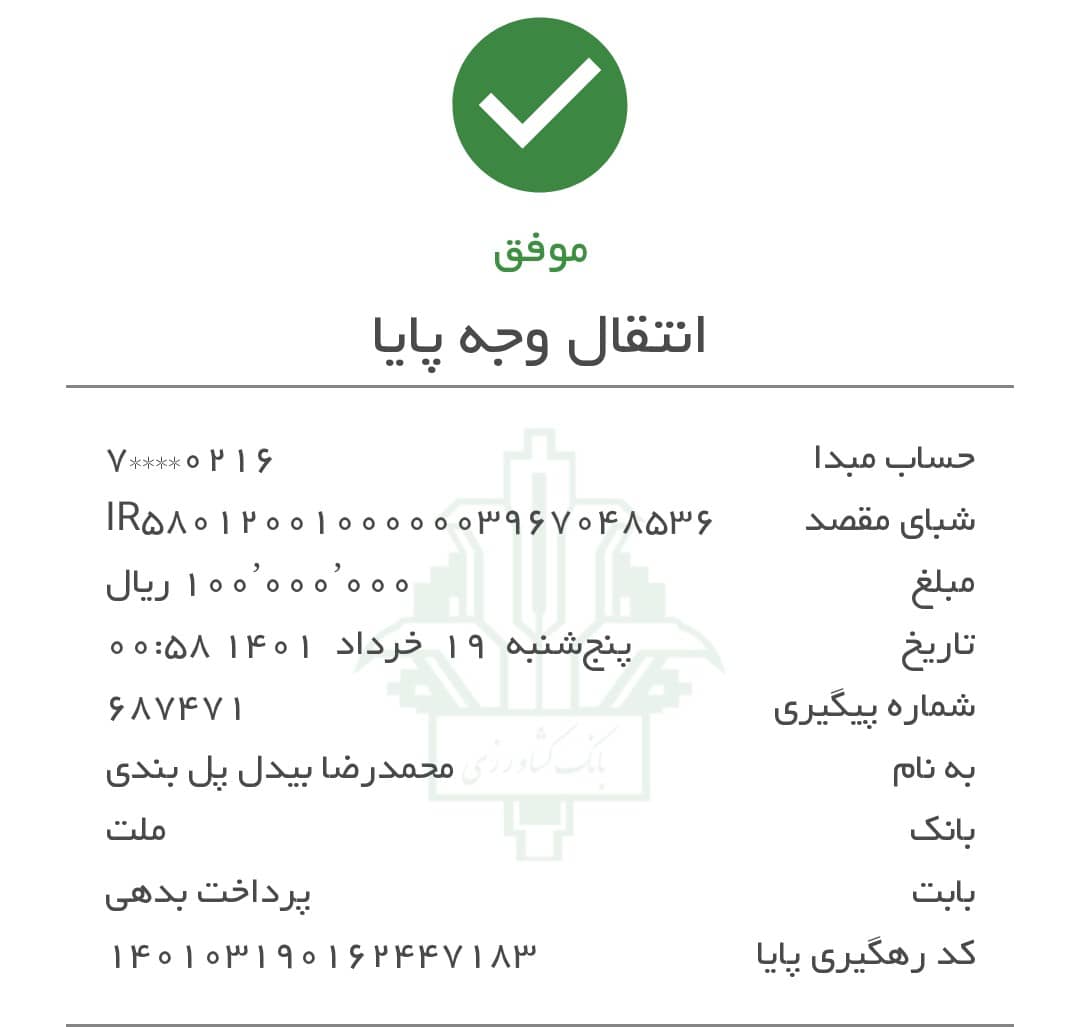 موفق
انتقال وجه پایا
حساب مبدا ۷****۰۲۱۶
شبای مقصد IR۵۸۰۱۲۰۰۱۰۰۰۰۰۰۳۹۶۷۰۴۸۵۳۶
مبلغ ۱۰۰٬۰۰۰٬۰۰۰ ریال
تاریخ پنج‌شنبه ۱۹ خرداد ۱۴۰۱ ۰۰:۵۸
شماره پیگیری ۶۸۷۴۷۱
بانک کشاورزی
به نام محمدرضا بیدل پل بندی
بانک ملت
بابت پرداخت بدهی
کد رهگیری پایا ۱۴۰۱۰۳۱۹۰۱۶۲۴۴۷۱۸۳